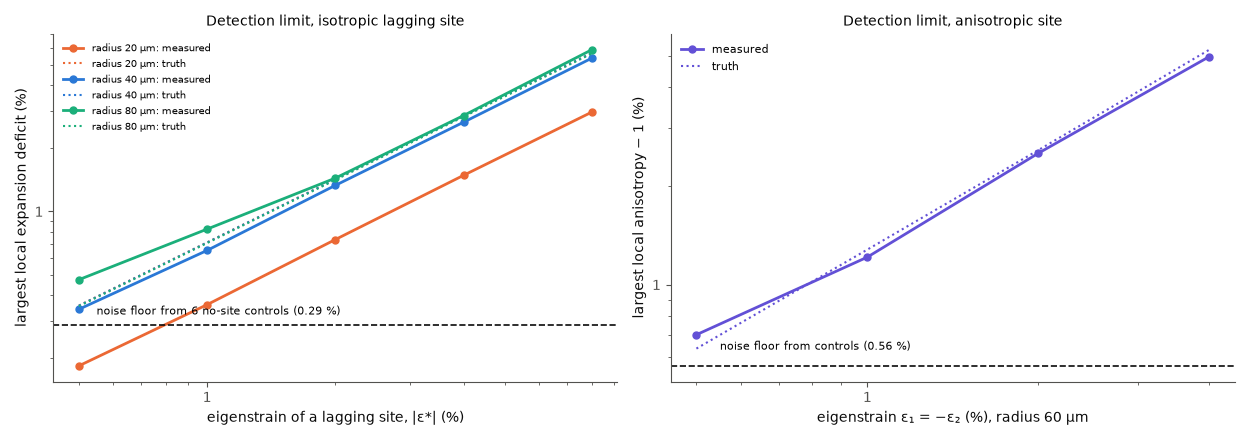 Detection limit, isotropic lagging site
radius 20 µm: measured
radius 20 µm: truth
radius 40 µm: measured
radius 40 µm: truth
radius 80 µm: measured
radius 80 µm: truth
largest local expansion deficit (%)
1
noise floor from 6 no-site controls (0.29 %)
1
eigenstrain of a lagging site, |ε*| (%)
Detection limit, anisotropic site
measured
truth
largest local anisotropy − 1 (%)
1
noise floor from controls (0.56 %)
1
eigenstrain ε₁ = −ε₂ (%), radius 60 µm